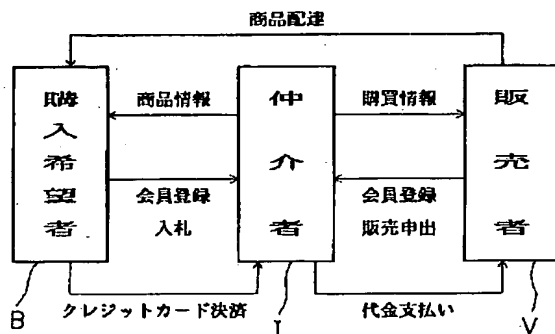 商品配達
購入希望者
商品情報
仲介者
購買情報
販売者
会員登録
入札
会員登録
販売申出
クレジットカード決済
代金支払い
B
I
V